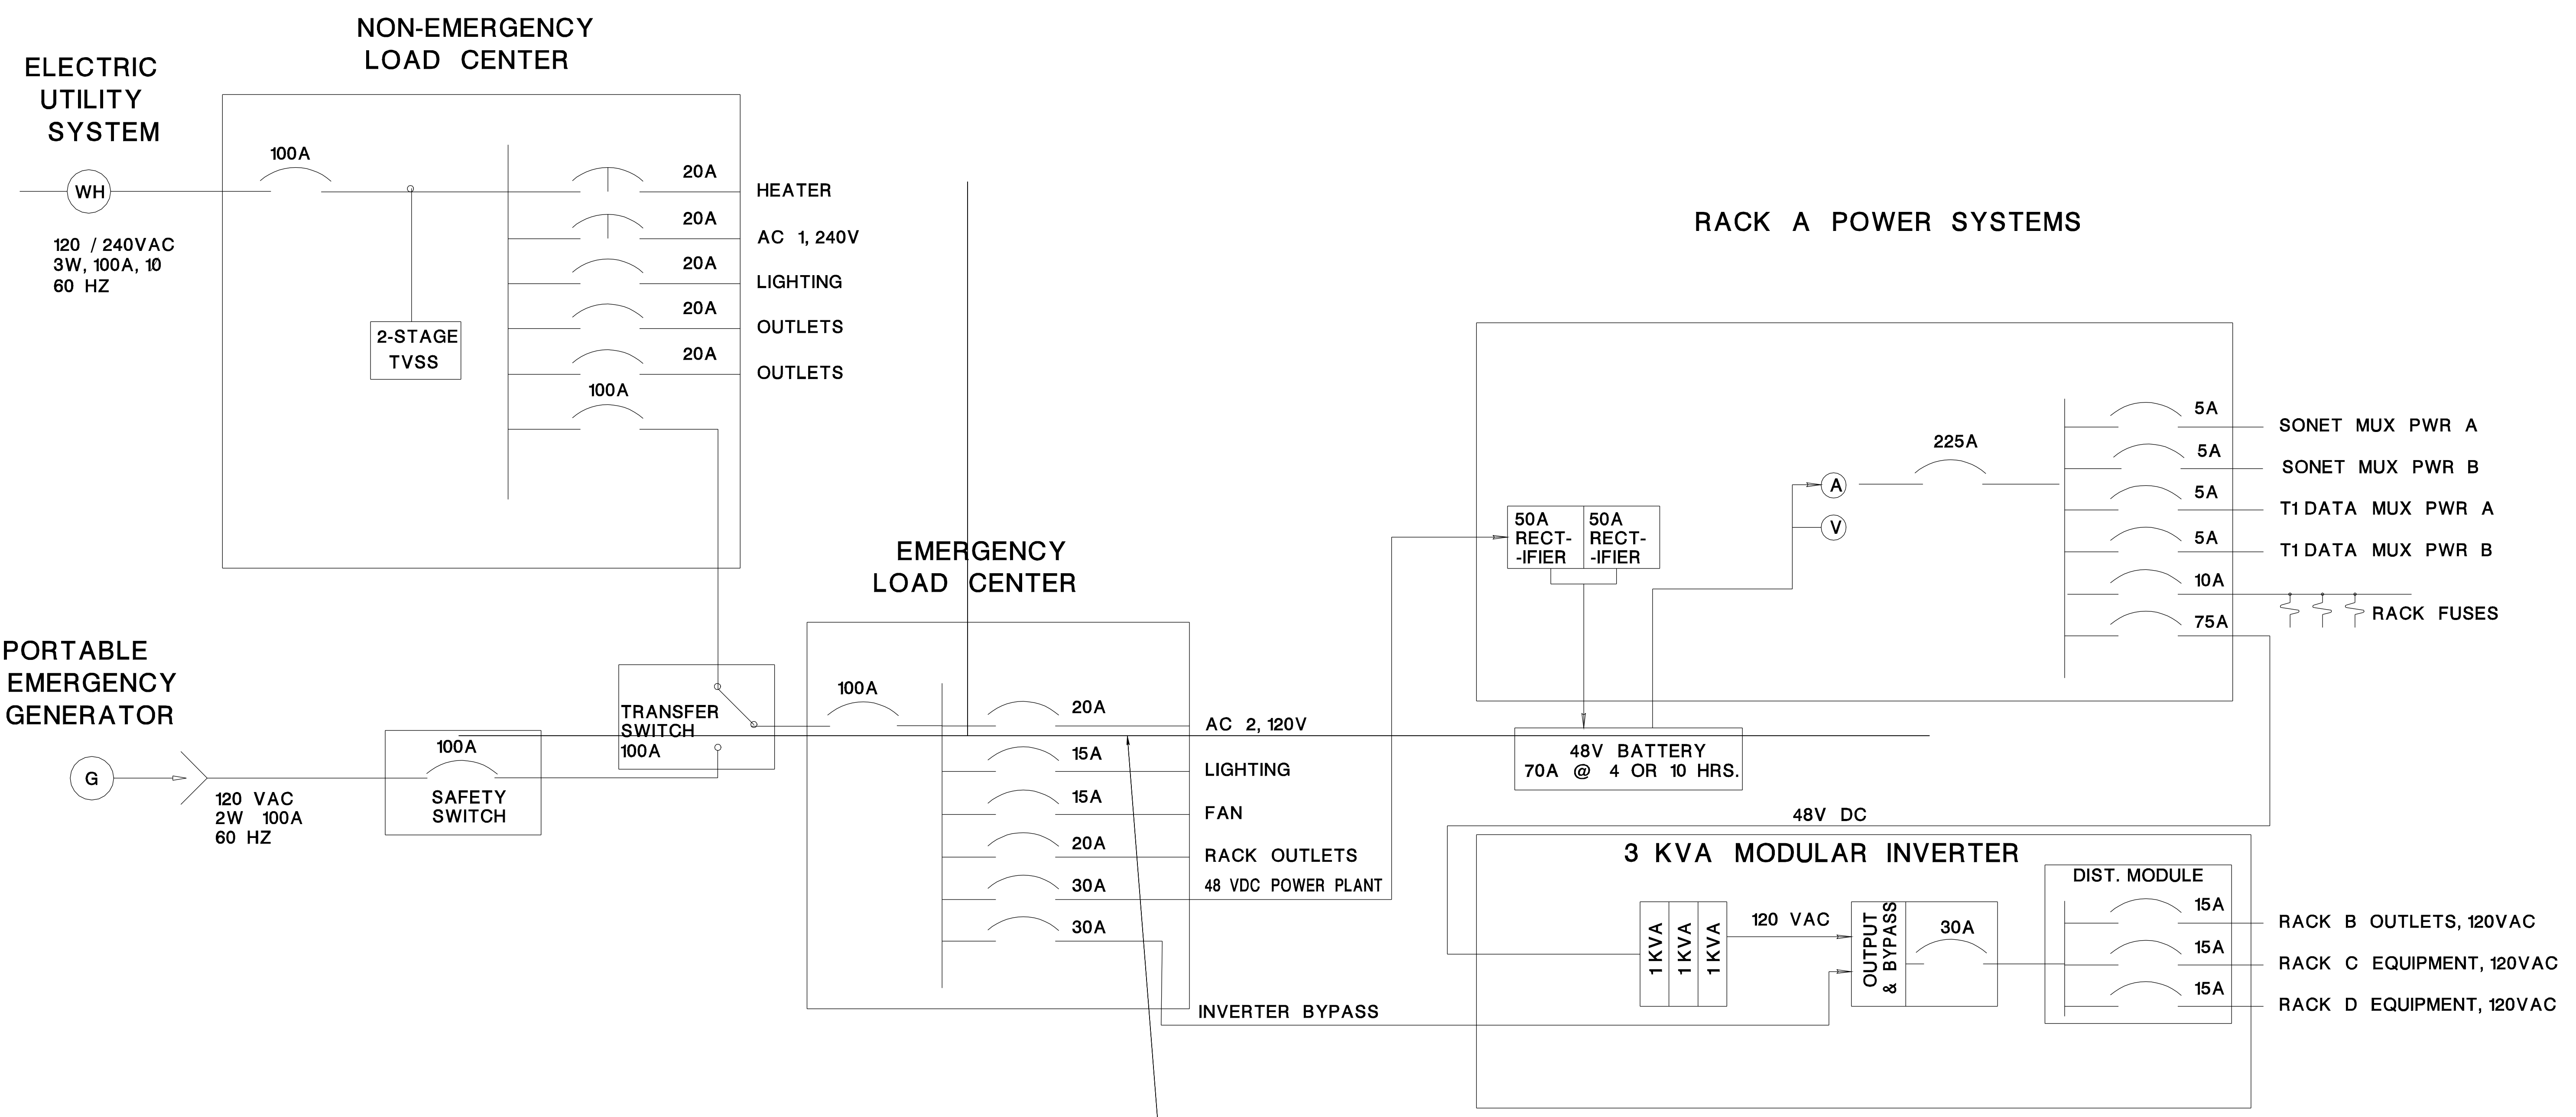 NON-EMERGENCY
LOAD CENTER
ELECTRIC
UTILITY
SYSTEM
WH
120 / 240VAC
3W, 100A, 1Ø
60 HZ
100A
2-STAGE
TVSS
20A
HEATER
20A
AC 1, 240V
20A
LIGHTING
20A
OUTLETS
20A
OUTLETS
100A
PORTABLE
EMERGENCY
GENERATOR
G
120 VAC
2W 100A
60 HZ
100A
SAFETY
SWITCH
TRANSFER
SWITCH
100A
EMERGENCY
LOAD CENTER
100A
20A
AC 2, 120V
15A
LIGHTING
15A
FAN
20A
RACK OUTLETS
30A
48 VDC POWER PLANT
30A
INVERTER BYPASS
RACK A POWER SYSTEMS
50A
RECT-
-IFIER
50A
RECT-
-IFIER
A
V
225A
5A
SONET MUX PWR A
5A
SONET MUX PWR B
5A
T1 DATA MUX PWR A
5A
T1 DATA MUX PWR B
10A
RACK FUSES
75A
48V BATTERY
70A @ 4 OR 10 HRS.
48V DC
3 KVA MODULAR INVERTER
1 KVA
1 KVA
1 KVA
120 VAC
OUTPUT
& BYPASS
30A
DIST. MODULE
15A
RACK B OUTLETS, 120VAC
15A
RACK C EQUIPMENT, 120VAC
15A
RACK D EQUIPMENT, 120VAC